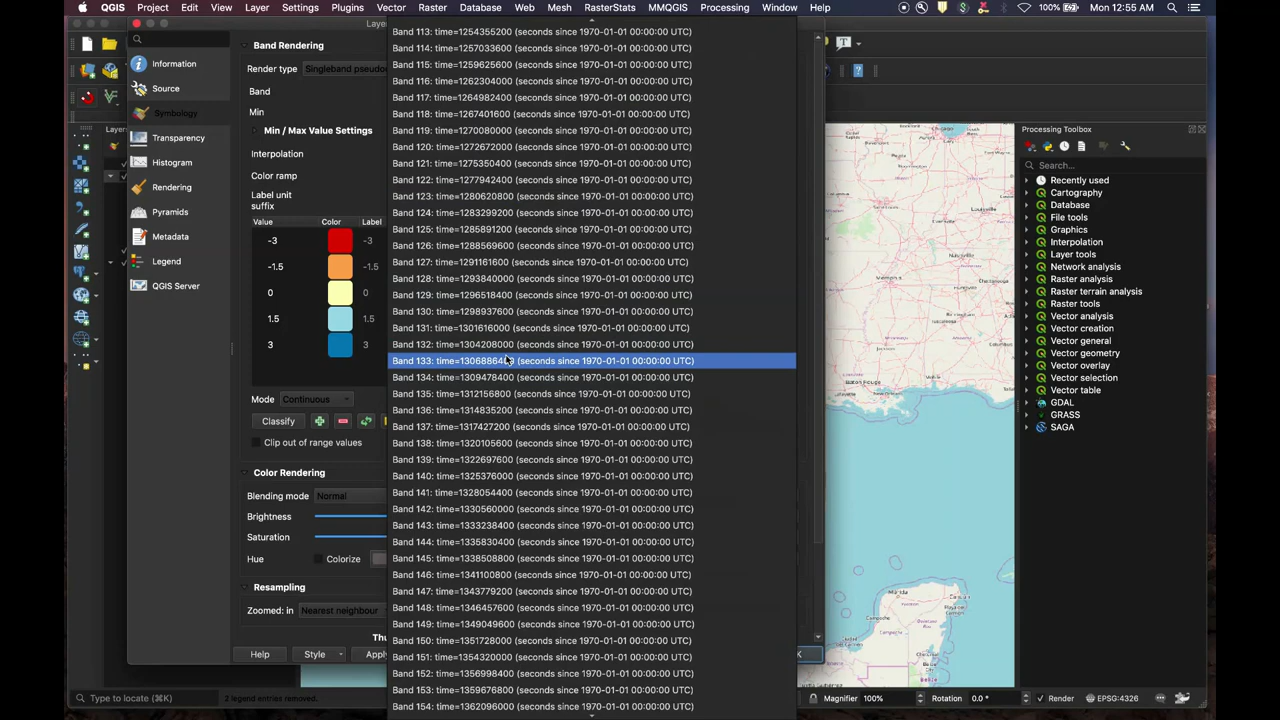 QGIS Project Edit View Layer Settings Plugins Vector Raster Database Web Mesh RasterStats MMQGIS Processing Window Help 100% Mon 12:55 AM
Laye
Information
Source
Symbology
Transparency
Histogram
Rendering
Pyramids
Metadata
Legend
QGIS Server
Layers
Band Rendering
Render type Singleband pseudo
Band
Min
Min / Max Value Settings
Interpolation
Color ramp
Label unit
suffix
Value Color Label
-3 -3
-1.5 -1.5
0 0
1.5 1.5
3 3
Mode Continuous
Classify
Clip out of range values
Color Rendering
Blending mode Normal
Brightness
Saturation
Hue Colorize
Resampling
Zoomed: in Nearest neighbour
Thu
Help Style Apply
K
Band 113: time=1254355200 (seconds since 1970-01-01 00:00:00 UTC)
Band 114: time=1257033600 (seconds since 1970-01-01 00:00:00 UTC)
Band 115: time=1259625600 (seconds since 1970-01-01 00:00:00 UTC)
Band 116: time=1262304000 (seconds since 1970-01-01 00:00:00 UTC)
Band 117: time=1264982400 (seconds since 1970-01-01 00:00:00 UTC)
Band 118: time=1267401600 (seconds since 1970-01-01 00:00:00 UTC)
Band 119: time=1270080000 (seconds since 1970-01-01 00:00:00 UTC)
Band 120: time=1272672000 (seconds since 1970-01-01 00:00:00 UTC)
Band 121: time=1275350400 (seconds since 1970-01-01 00:00:00 UTC)
Band 122: time=1277942400 (seconds since 1970-01-01 00:00:00 UTC)
Band 123: time=1280620800 (seconds since 1970-01-01 00:00:00 UTC)
Band 124: time=1283299200 (seconds since 1970-01-01 00:00:00 UTC)
Band 125: time=1285891200 (seconds since 1970-01-01 00:00:00 UTC)
Band 126: time=1288569600 (seconds since 1970-01-01 00:00:00 UTC)
Band 127: time=1291161600 (seconds since 1970-01-01 00:00:00 UTC)
Band 128: time=1293840000 (seconds since 1970-01-01 00:00:00 UTC)
Band 129: time=1296518400 (seconds since 1970-01-01 00:00:00 UTC)
Band 130: time=1298937600 (seconds since 1970-01-01 00:00:00 UTC)
Band 131: time=1301616000 (seconds since 1970-01-01 00:00:00 UTC)
Band 132: time=1304208000 (seconds since 1970-01-01 00:00:00 UTC)
Band 133: time=1306886400 (seconds since 1970-01-01 00:00:00 UTC)
Band 134: time=1309478400 (seconds since 1970-01-01 00:00:00 UTC)
Band 135: time=1312156800 (seconds since 1970-01-01 00:00:00 UTC)
Band 136: time=1314835200 (seconds since 1970-01-01 00:00:00 UTC)
Band 137: time=1317427200 (seconds since 1970-01-01 00:00:00 UTC)
Band 138: time=1320105600 (seconds since 1970-01-01 00:00:00 UTC)
Band 139: time=1322697600 (seconds since 1970-01-01 00:00:00 UTC)
Band 140: time=1325376000 (seconds since 1970-01-01 00:00:00 UTC)
Band 141: time=1328054400 (seconds since 1970-01-01 00:00:00 UTC)
Band 142: time=1330560000 (seconds since 1970-01-01 00:00:00 UTC)
Band 143: time=1333238400 (seconds since 1970-01-01 00:00:00 UTC)
Band 144: time=1335830400 (seconds since 1970-01-01 00:00:00 UTC)
Band 145: time=1338508800 (seconds since 1970-01-01 00:00:00 UTC)
Band 146: time=1341100800 (seconds since 1970-01-01 00:00:00 UTC)
Band 147: time=1343779200 (seconds since 1970-01-01 00:00:00 UTC)
Band 148: time=1346457600 (seconds since 1970-01-01 00:00:00 UTC)
Band 149: time=1349049600 (seconds since 1970-01-01 00:00:00 UTC)
Band 150: time=1351728000 (seconds since 1970-01-01 00:00:00 UTC)
Band 151: time=1354320000 (seconds since 1970-01-01 00:00:00 UTC)
Band 152: time=1356998400 (seconds since 1970-01-01 00:00:00 UTC)
Band 153: time=1359676800 (seconds since 1970-01-01 00:00:00 UTC)
Band 154: time=1362096000 (seconds since 1970-01-01 00:00:00 UTC)
Chicago
Louisville
Memphis
Baton Rouge
Mérida
Processing Toolbox
Search...
Recently used
Cartography
Database
File tools
Graphics
Interpolation
Layer tools
Network analysis
Raster analysis
Raster terrain analysis
Raster tools
Vector analysis
Vector creation
Vector general
Vector geometry
Vector overlay
Vector selection
Vector table
GDAL
GRASS
SAGA
Type to locate (⌘K) 2 legend entries removed. Magnifier 100% Rotation 0.0 ° Render EPSG:4326